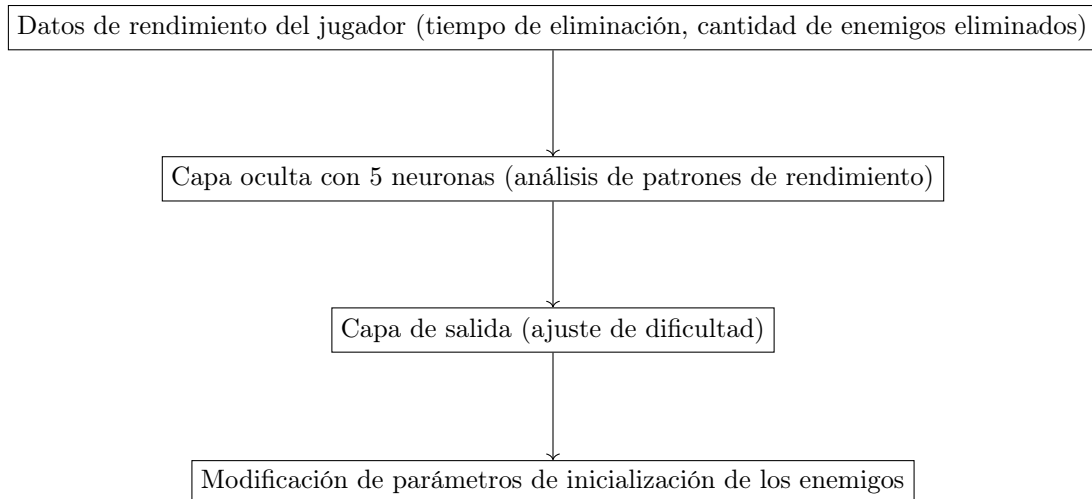 Datos de rendimiento del jugador (tiempo de eliminación, cantidad de enemigos eliminados)
Capa oculta con 5 neuronas (análisis de patrones de rendimiento)
Capa de salida (ajuste de dificultad)
Modificación de parámetros de inicialización de los enemigos